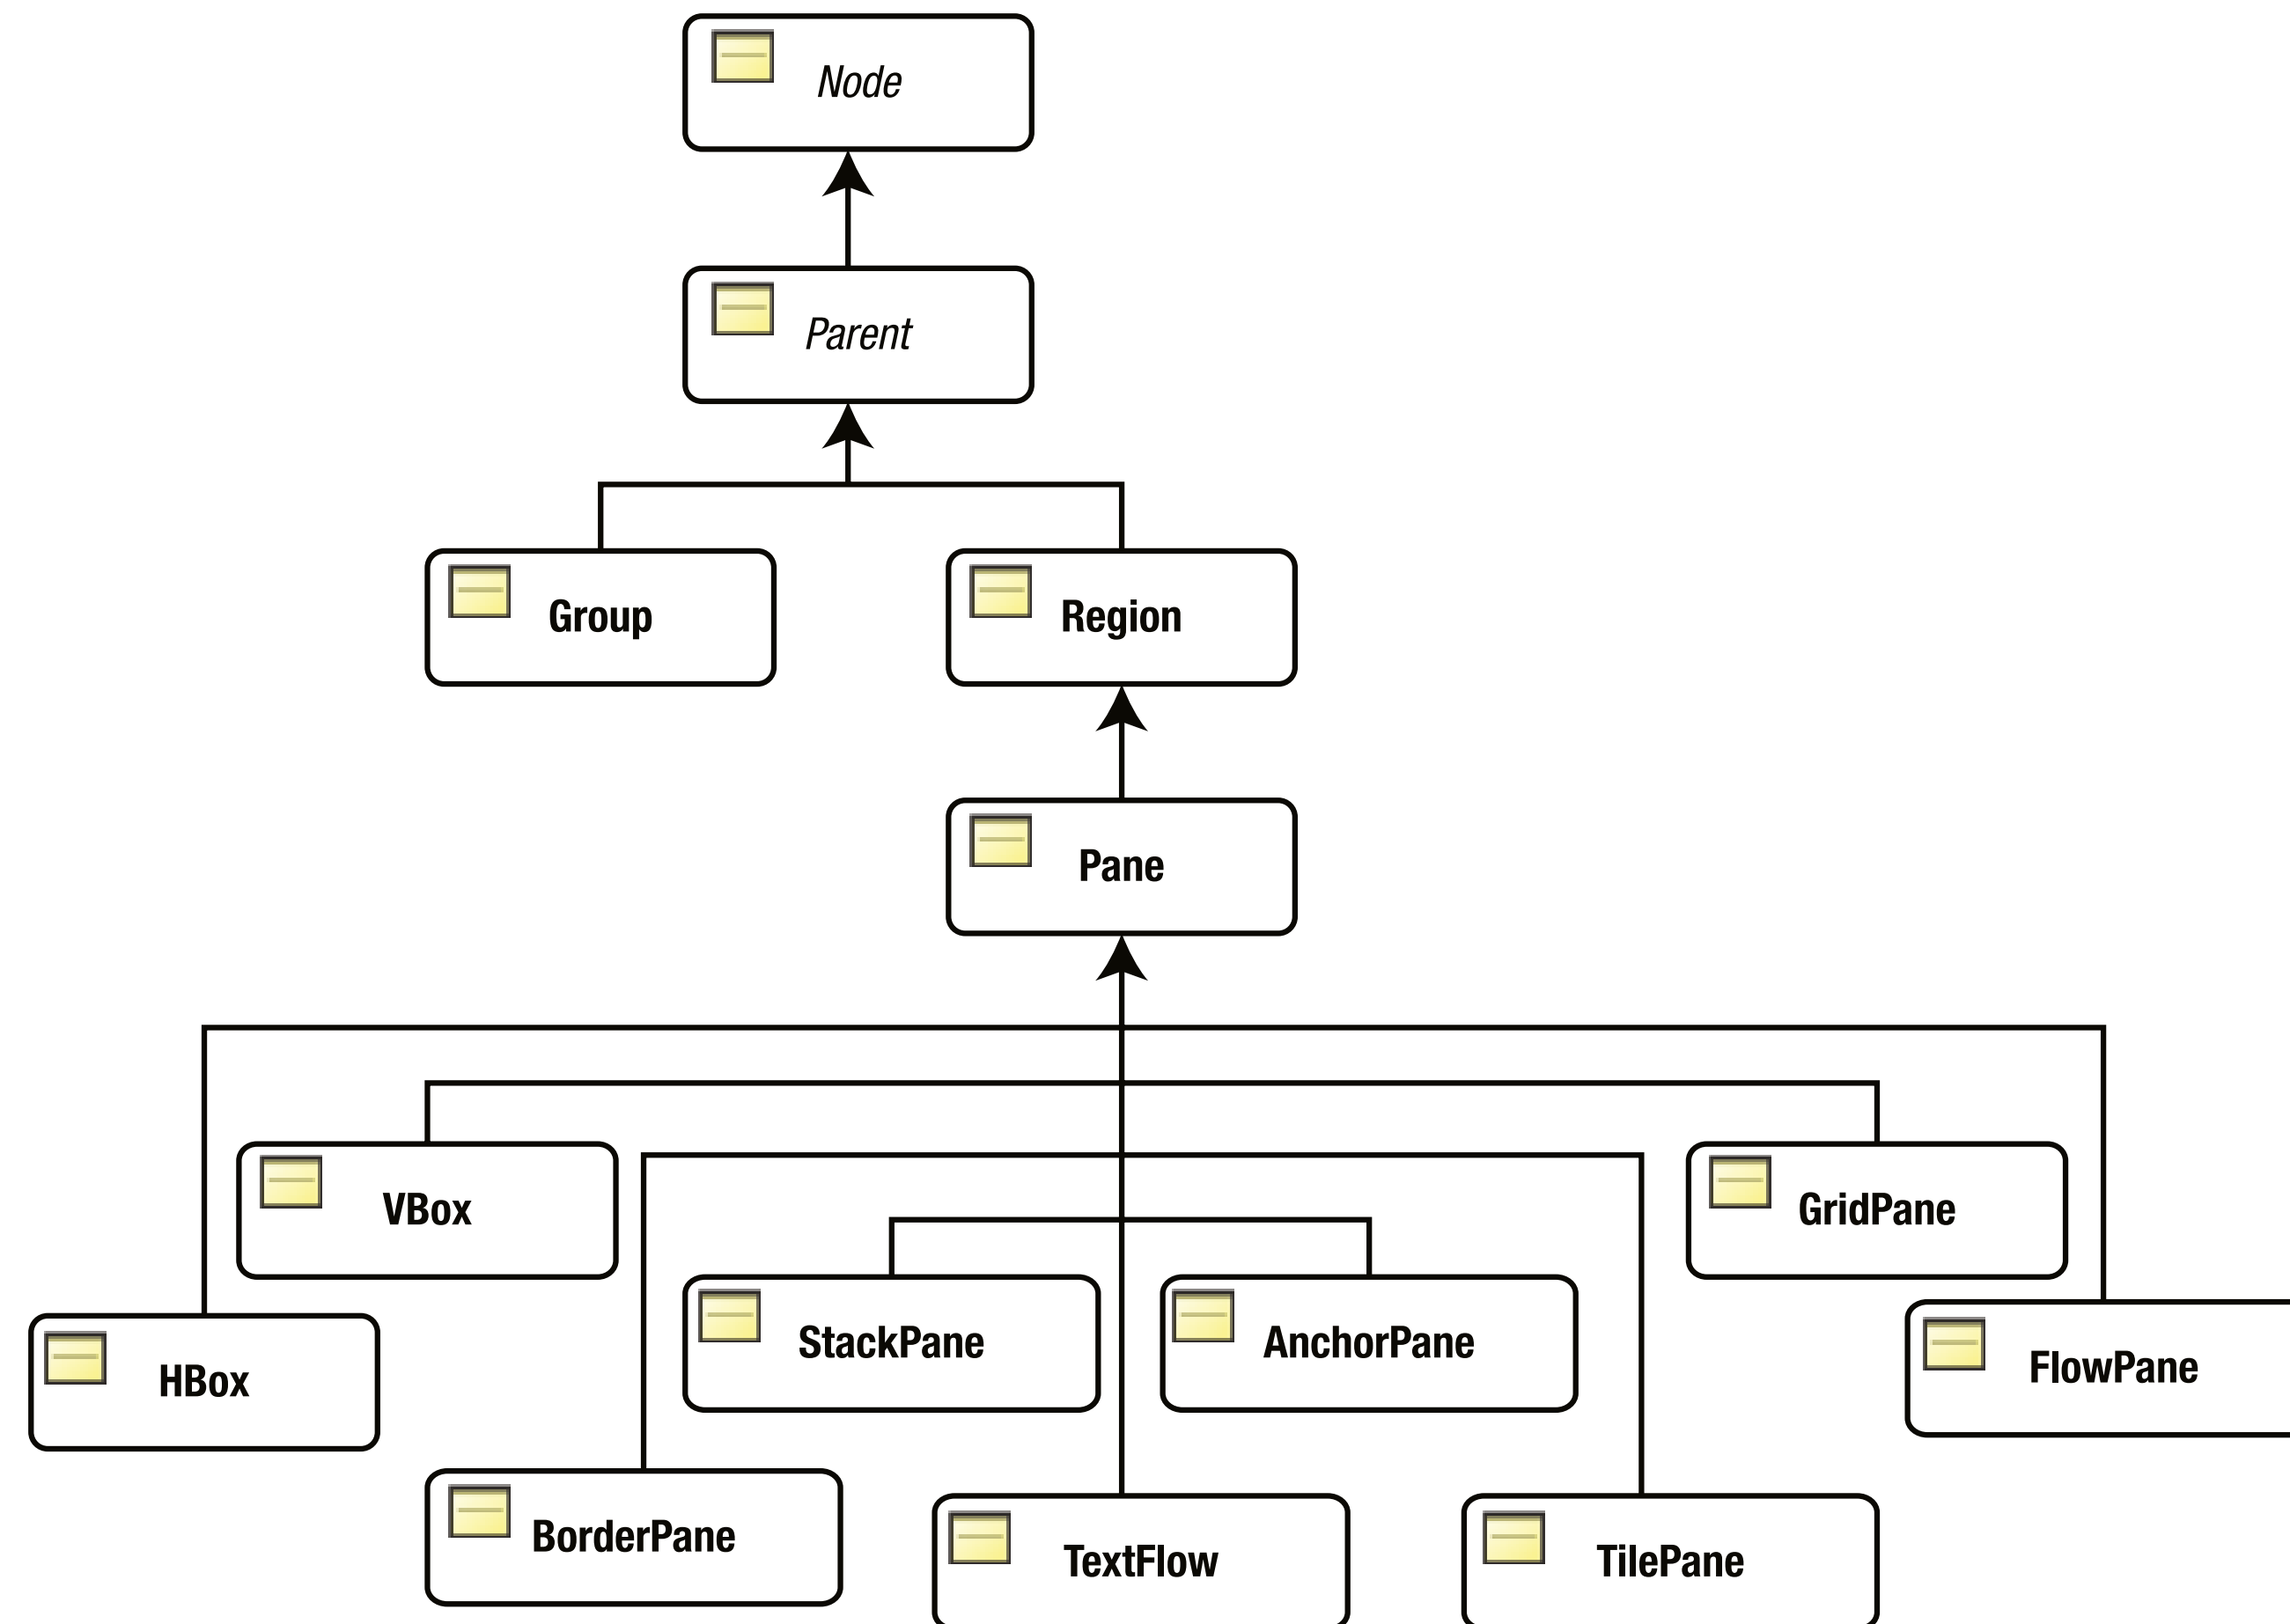 Node
Parent
Group
Region
Pane
VBox
GridPane
StackPane
AnchorPane
HBox
FlowPane
BorderPane
TextFlow
TilePane